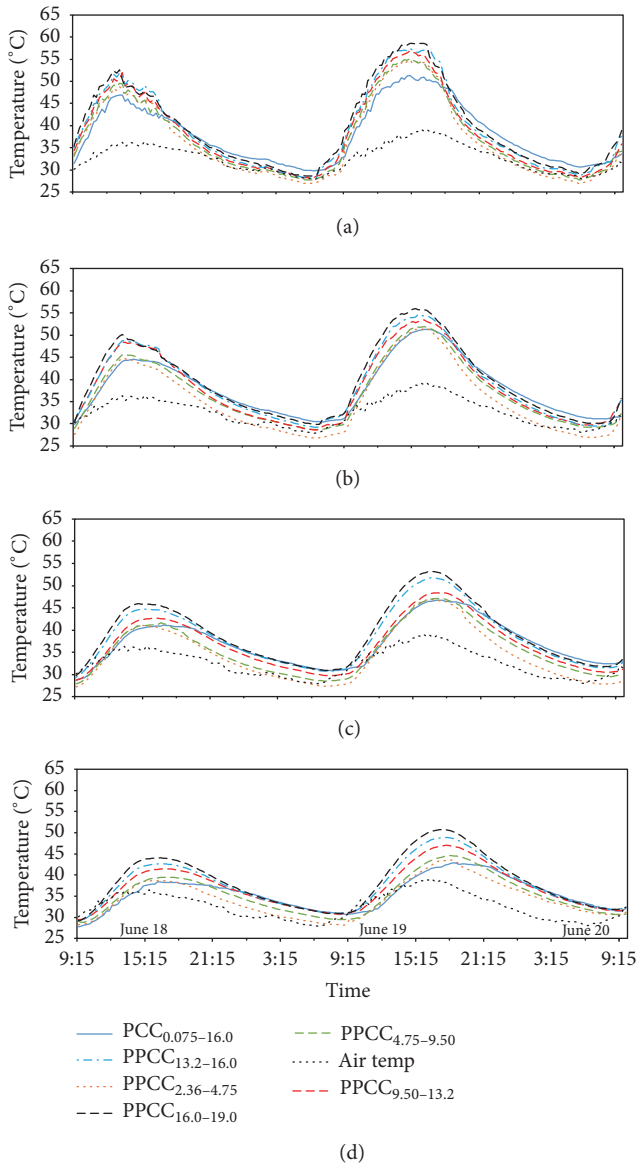 65
60
55
50
45
40
35
30
25
Temperature (°C)
(a)
65
60
55
50
45
40
35
30
25
Temperature (°C)
(b)
65
60
55
50
45
40
35
30
25
Temperature (°C)
(c)
65
60
55
50
45
40
35
30
25
Temperature (°C)
June 18 June 19 June 20
9:15 15:15 21:15 3:15 9:15 15:15 21:15 3:15 9:15
Time
PCC0.075–16.0
PPCC4.75–9.50
PPCC13.2–16.0
Air temp
PPCC2.36–4.75
PPCC9.50–13.2
PPCC16.0–19.0
(d)